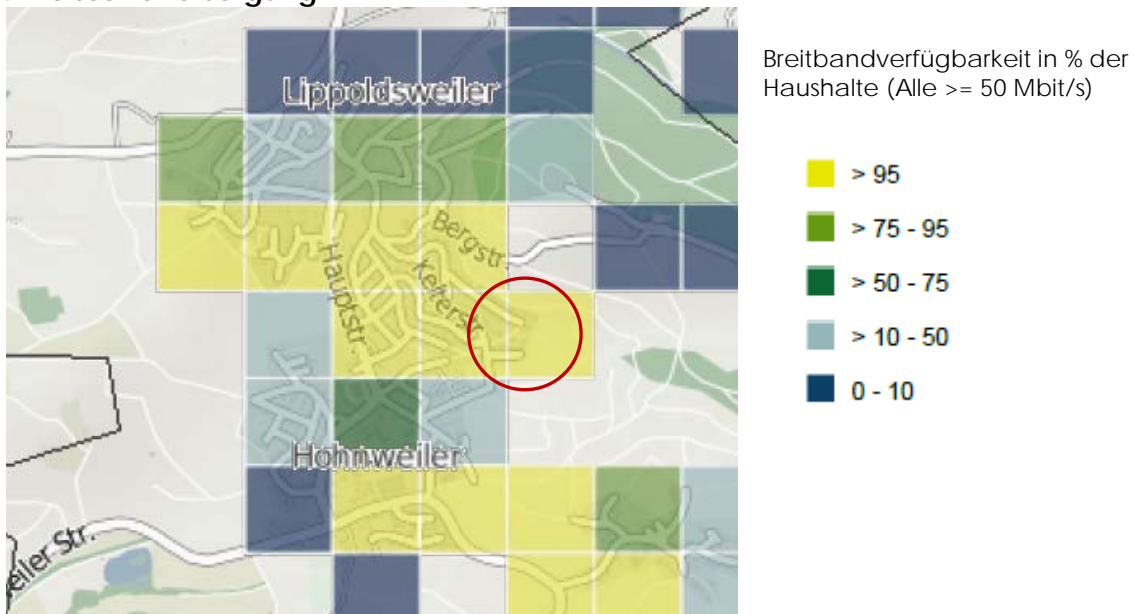 Breitbandverfügbarkeit in % der
Haushalte (Alle >= 50 Mbit/s)
Lippoldsweiler
> 95
> 75 - 95
Bergstr.
Hauptstr.
Kelterstr.
> 50 - 75
> 10 - 50
0 - 10
Hohnweiler
Str.